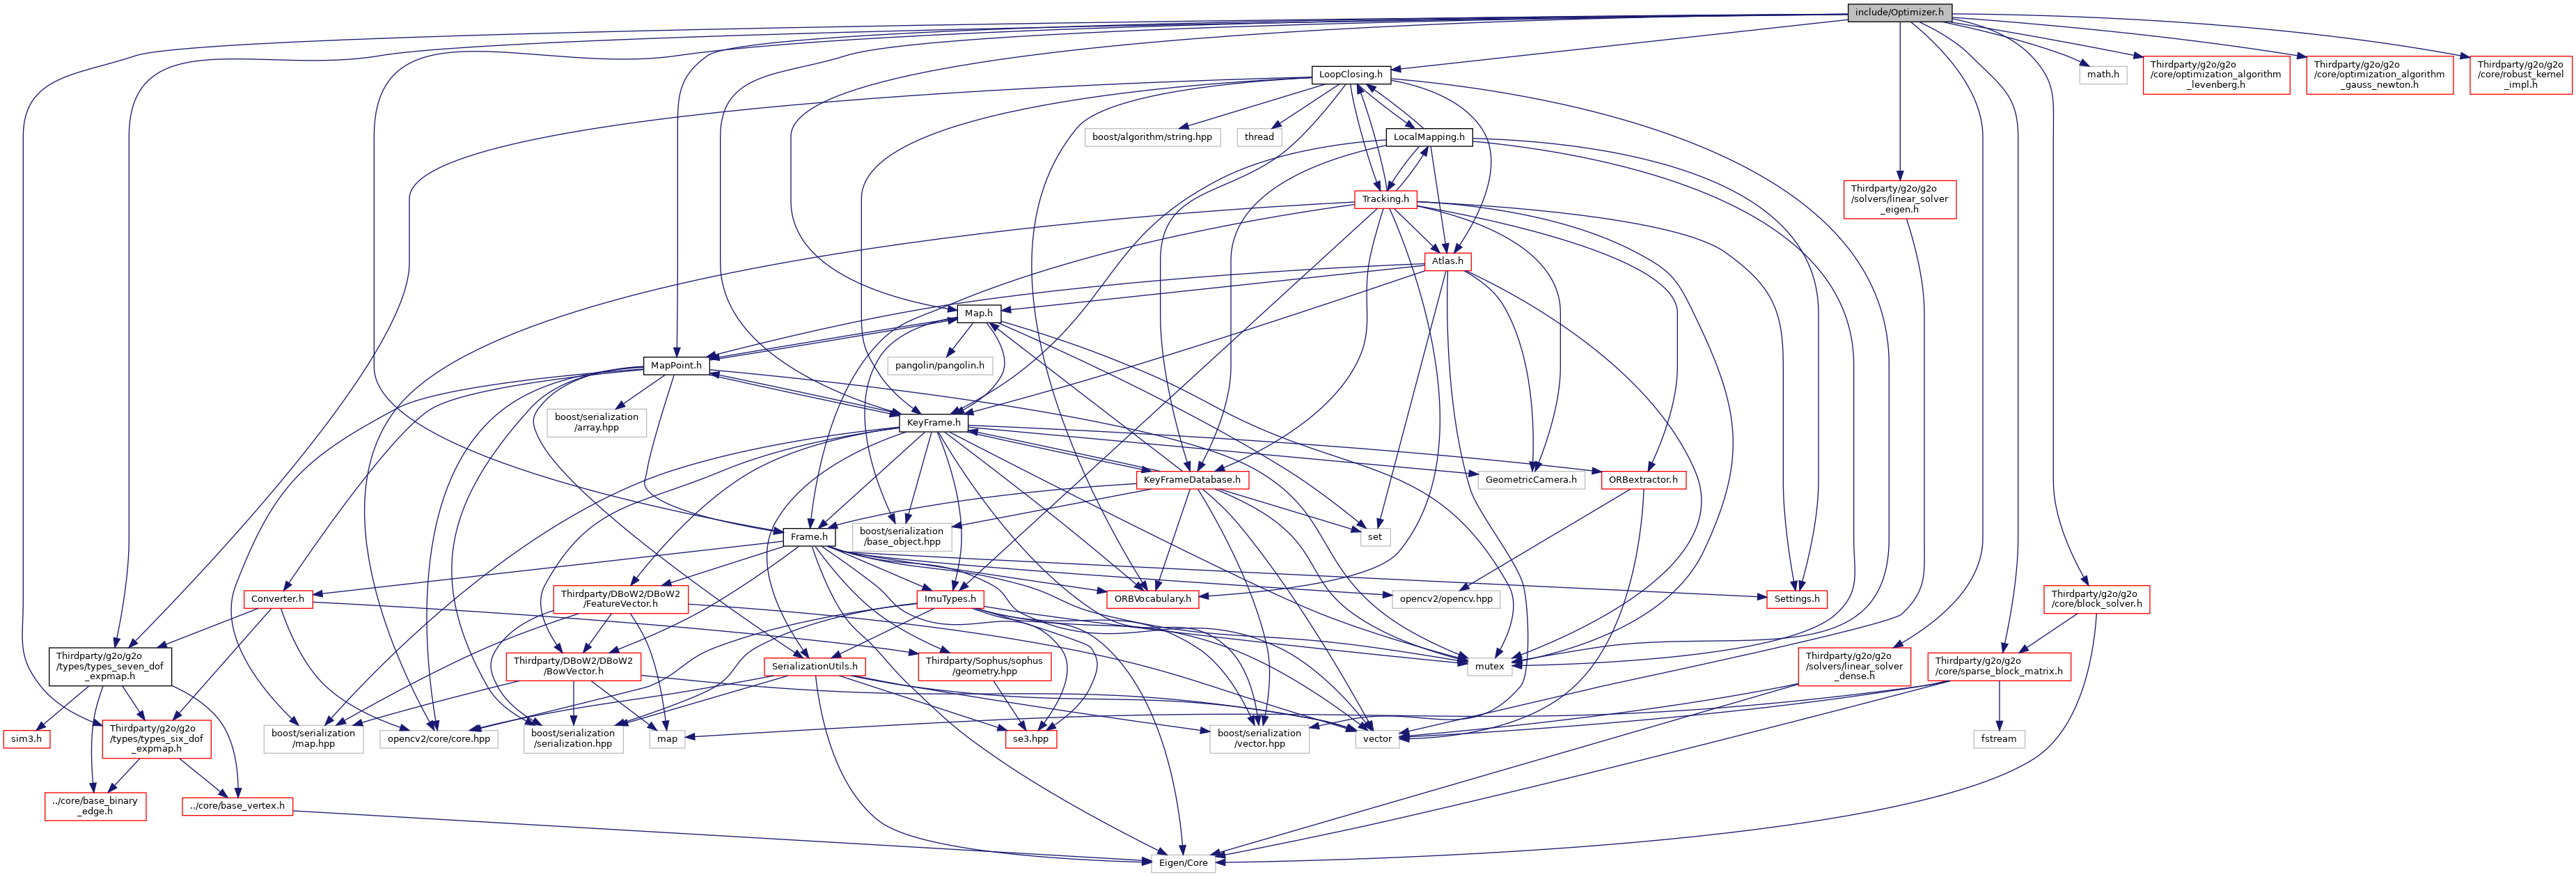 include/Optimizer.h
LoopClosing.h
math.h
Thirdparty/g2o/g2o
/core/optimization_algorithm
_levenberg.h
Thirdparty/g2o/g2o
/core/optimization_algorithm
_gauss_newton.h
Thirdparty/g2o/g2o
/core/robust_kernel
_impl.h
boost/algorithm/string.hpp
thread
LocalMapping.h
Tracking.h
Thirdparty/g2o/g2o
/solvers/linear_solver
_eigen.h
Atlas.h
Map.h
pangolin/pangolin.h
MapPoint.h
boost/serialization
/array.hpp
KeyFrame.h
KeyFrameDatabase.h
GeometricCamera.h
ORBextractor.h
Frame.h
boost/serialization
/base_object.hpp
set
Converter.h
Thirdparty/DBoW2/DBoW2
/FeatureVector.h
ImuTypes.h
ORBVocabulary.h
opencv2/opencv.hpp
Settings.h
Thirdparty/g2o/g2o
/core/block_solver.h
Thirdparty/g2o/g2o
/types/types_seven_dof
_expmap.h
Thirdparty/DBoW2/DBoW2
/BowVector.h
SerializationUtils.h
Thirdparty/Sophus/sophus
/geometry.hpp
mutex
Thirdparty/g2o/g2o
/solvers/linear_solver
_dense.h
Thirdparty/g2o/g2o
/core/sparse_block_matrix.h
sim3.h
Thirdparty/g2o/g2o
/types/types_six_dof
_expmap.h
boost/serialization
/map.hpp
opencv2/core/core.hpp
boost/serialization
/serialization.hpp
map
se3.hpp
boost/serialization
/vector.hpp
vector
fstream
../core/base_binary
_edge.h
../core/base_vertex.h
Eigen/Core